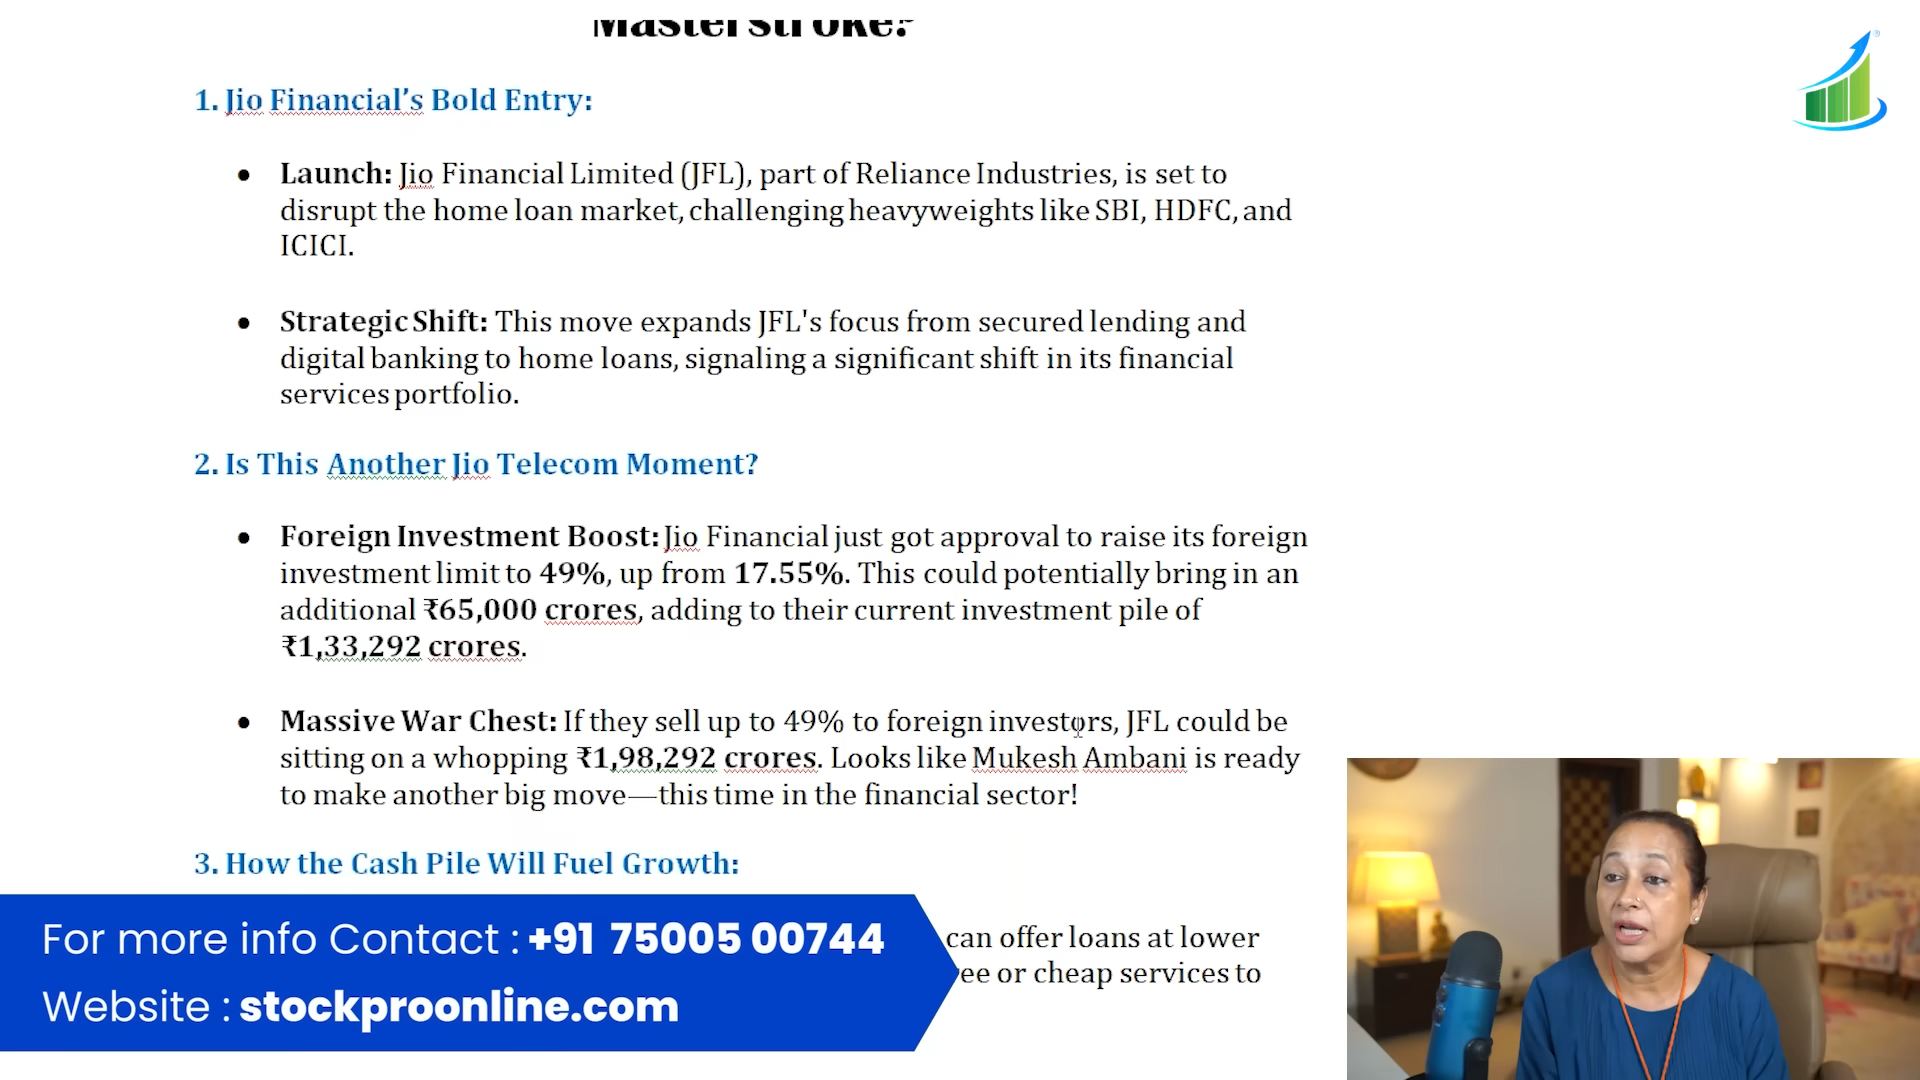 Masterstroke?
1. Jio Financial's Bold Entry:
• Launch: Jio Financial Limited (JFL), part of Reliance Industries, is set to
disrupt the home loan market, challenging heavyweights like SBI, HDFC, and
ICICI.
• Strategic Shift: This move expands JFL's focus from secured lending and
digital banking to home loans, signaling a significant shift in its financial
services portfolio.
2. Is This Another Jio Telecom Moment?
• Foreign Investment Boost: Jio Financial just got approval to raise its foreign
investment limit to 49%, up from 17.55%. This could potentially bring in an
additional ₹65,000 crores, adding to their current investment pile of
₹1,33,292 crores.
• Massive War Chest: If they sell up to 49% to foreign investors, JFL could be
sitting on a whopping ₹1,98,292 crores. Looks like Mukesh Ambani is ready
to make another big move—this time in the financial sector!
3. How the Cash Pile Will Fuel Growth:
can offer loans at lower
or cheap services to
For more info Contact : +91 75005 00744
Website : stockproonline.com